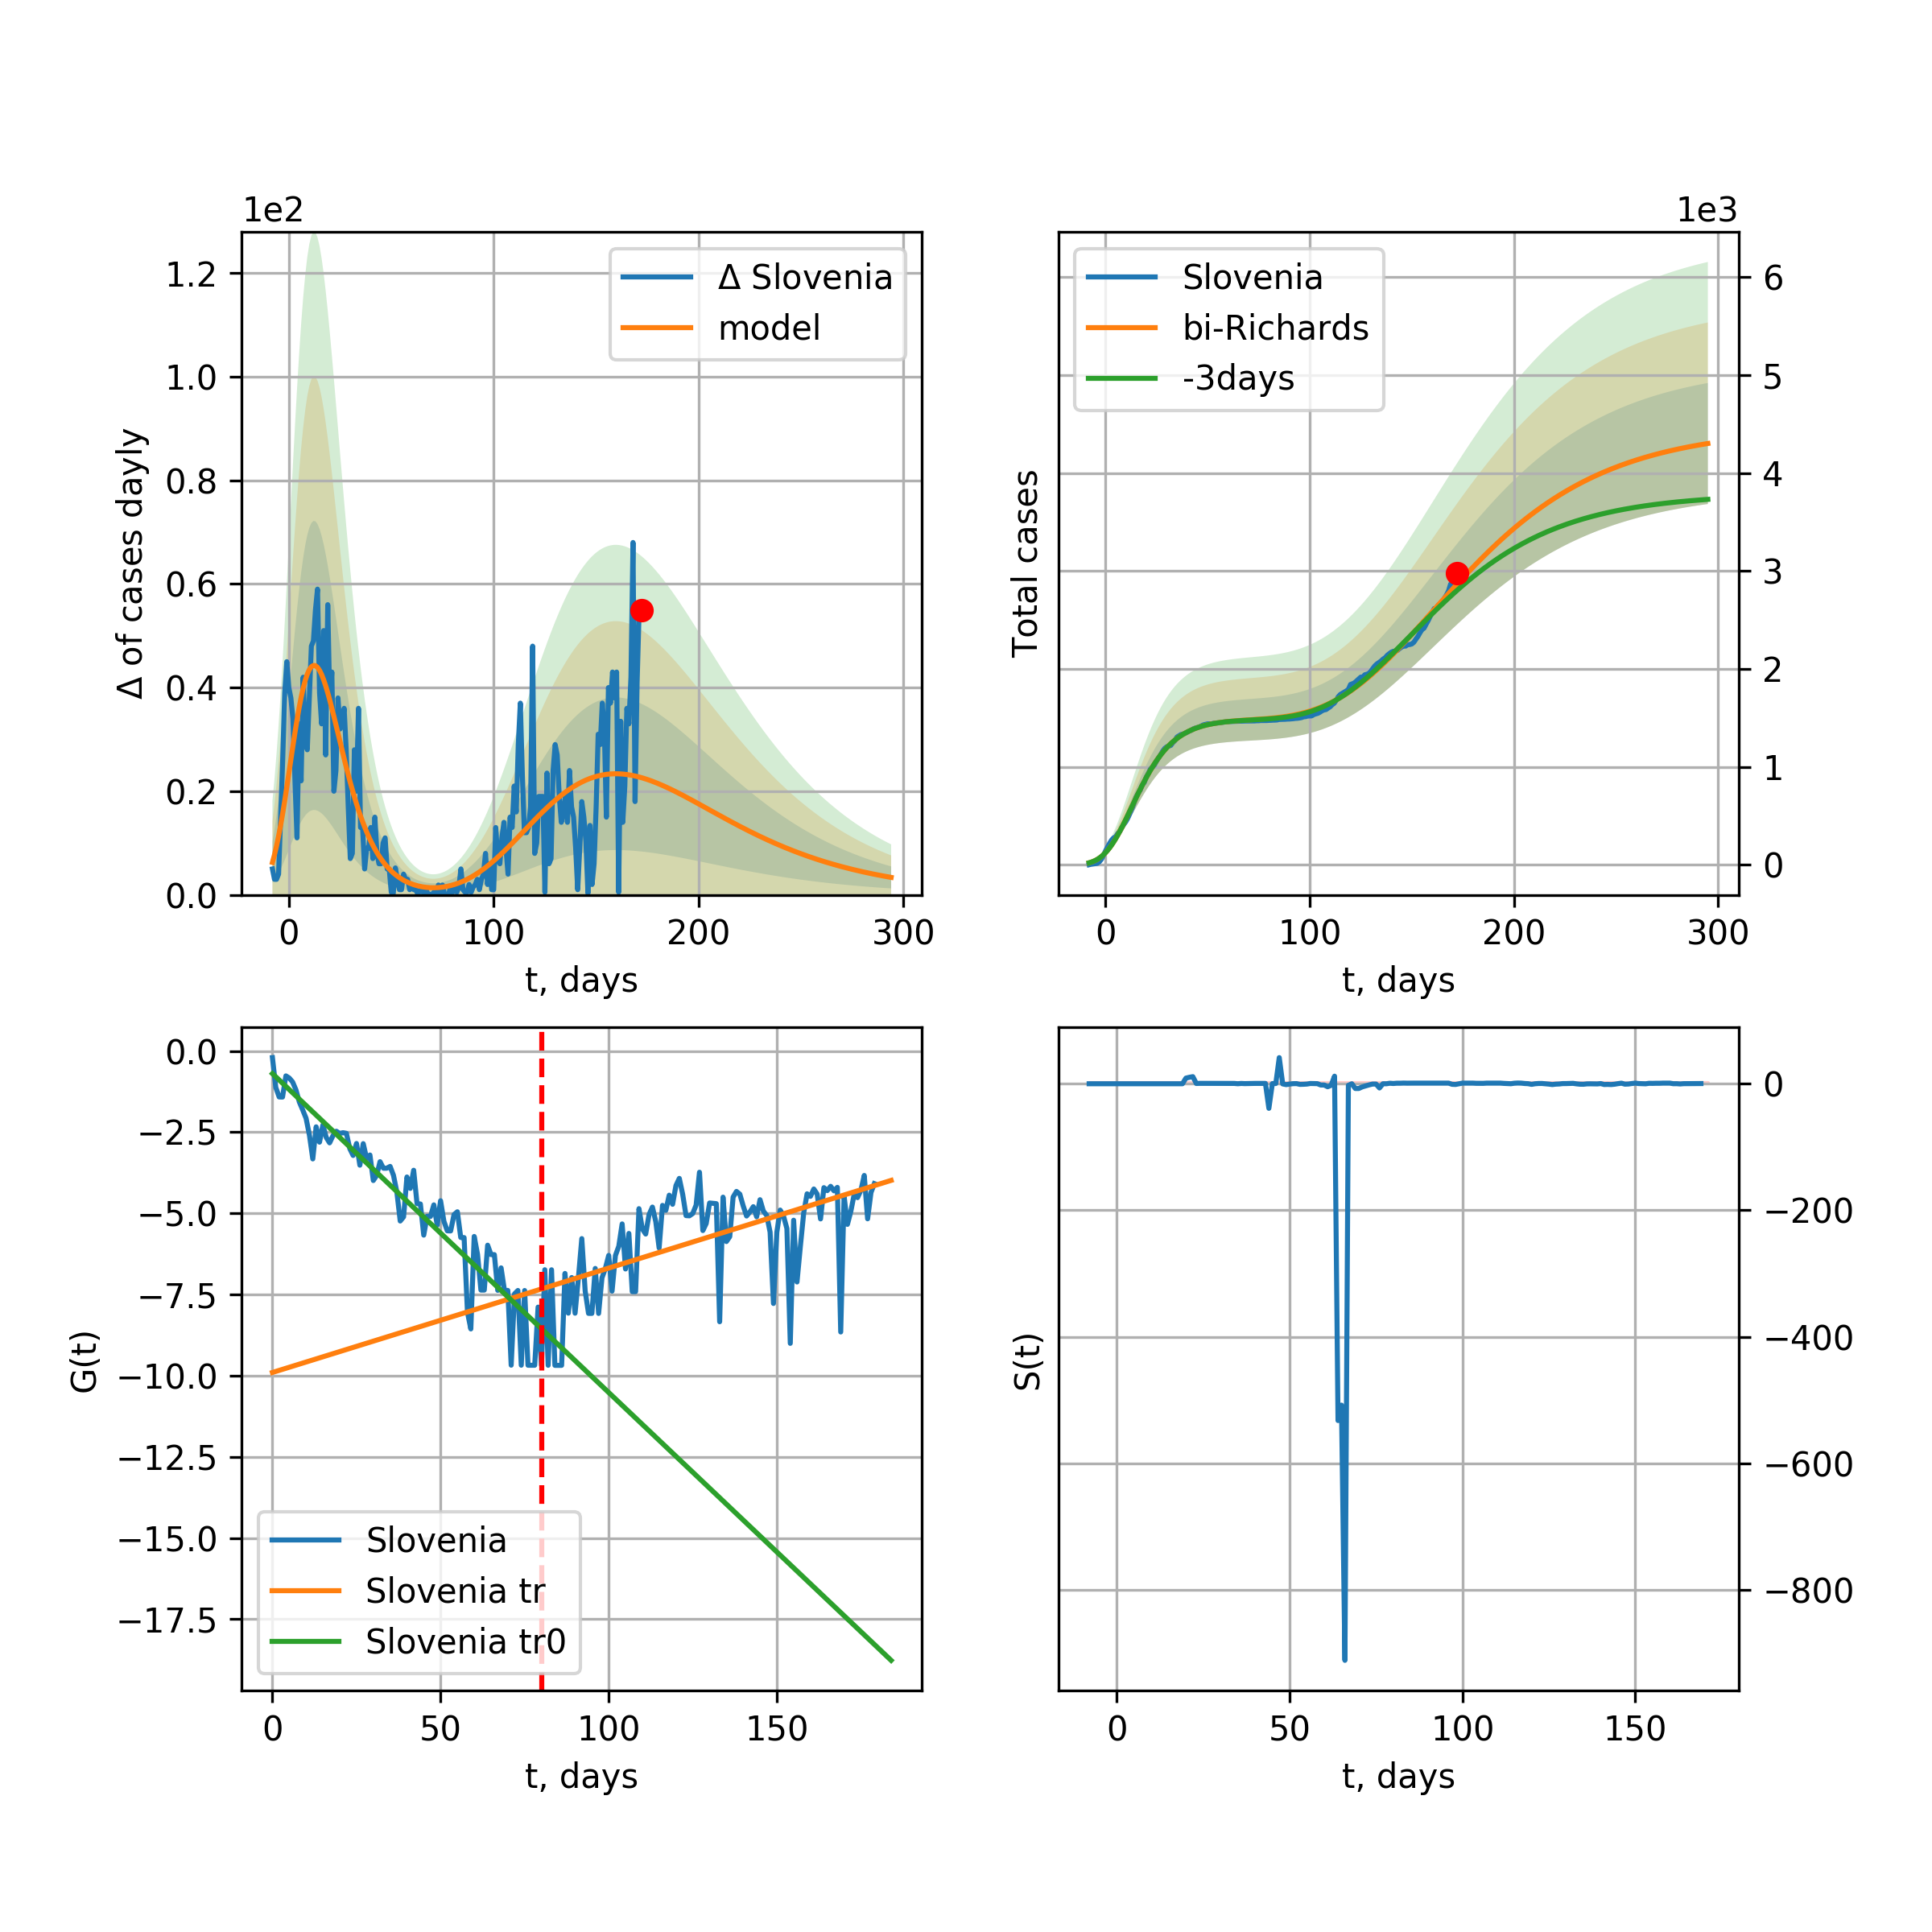 1e2
Δ of cases dayly
1.2
1.0
0.8
0.6
0.4
0.2
0.0
0 100 200 300
t, days
Δ Slovenia
model
1e3
Total cases
6
5
4
3
2
1
0
0 100 200 300
t, days
Slovenia
bi-Richards
-3days
G(t)
0.0
−2.5
−5.0
−7.5
−10.0
−12.5
−15.0
−17.5
0 50 100 150
t, days
Slovenia
Slovenia tr
Slovenia tr0
S(t)
0
−200
−400
−600
−800
0 50 100 150
t, days